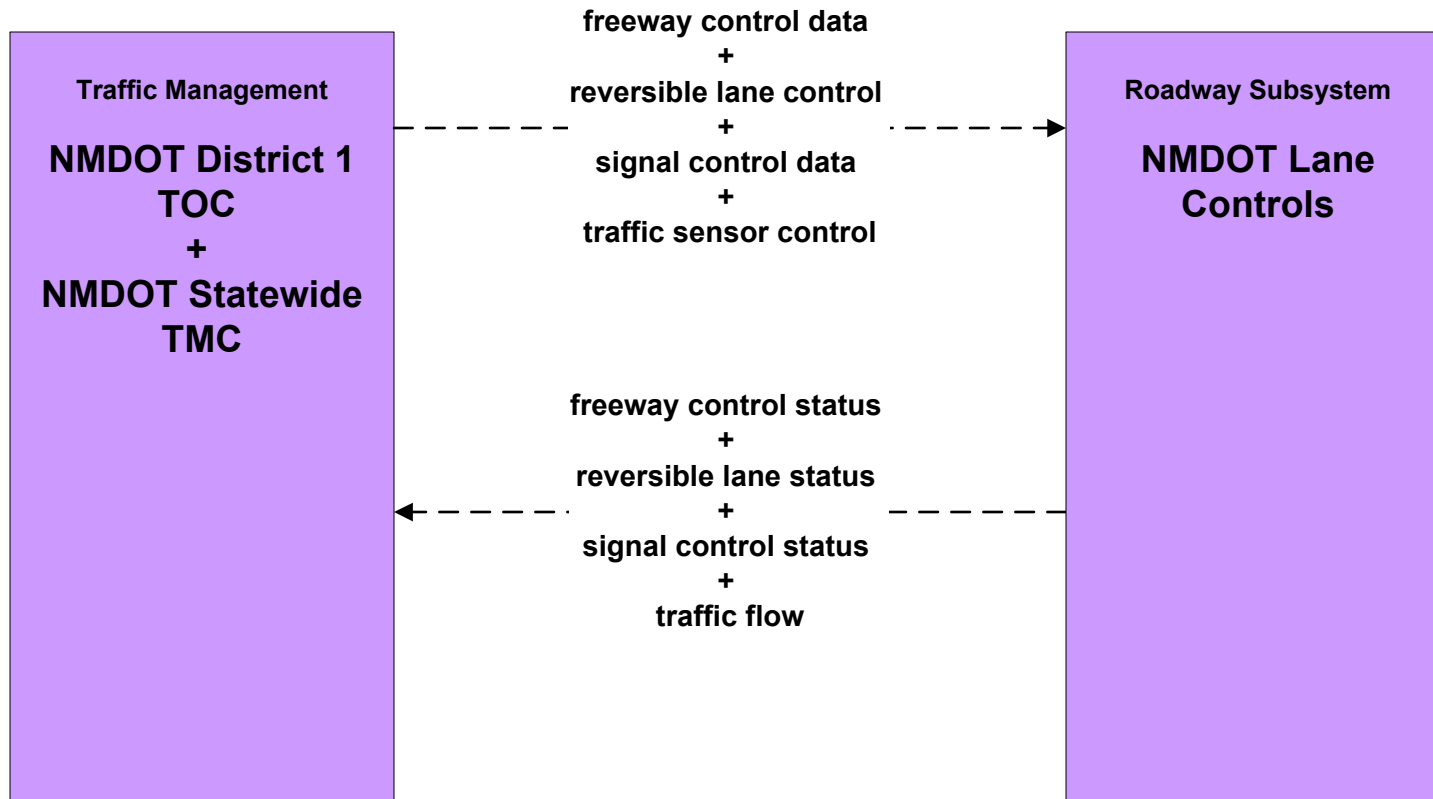 Traffic Management
NMDOT District 1
TOC
+
NMDOT Statewide
TMC
freeway control data
+
reversible lane control
+
signal control data
+
traffic sensor control
Roadway Subsystem
NMDOT Lane
Controls
freeway control status
+
reversible lane status
+
signal control status
+
traffic flow